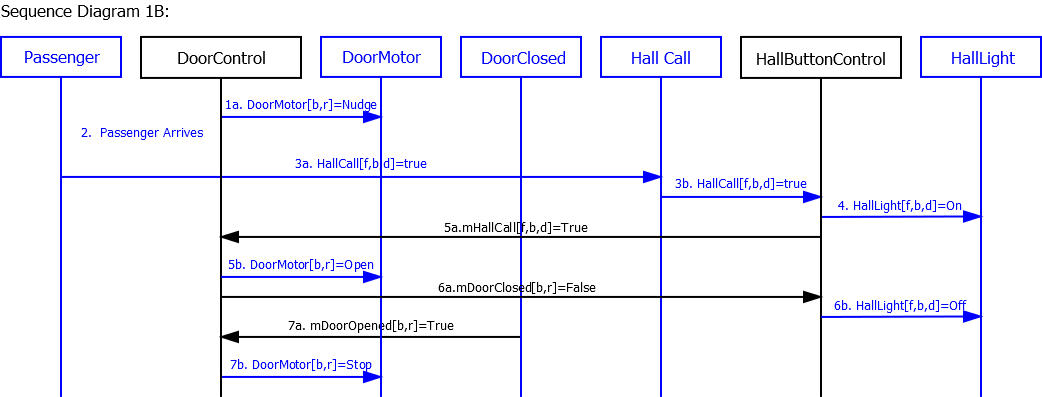 Sequence Diagram 1B:
Passenger
DoorControl
DoorMotor
DoorClosed
Hall Call
HallButtonControl
HallLight
1a. DoorMotor[b,r]=Nudge
2.  Passenger Arrives
3a. HallCall[f,b,d]=true
3b. HallCall[f,b,d]=true
4. HallLight[f,b,d]=On
5a.mHallCall[f,b,d]=True
5b. DoorMotor[b,r]=Open
6a.mDoorClosed[b,r]=False
6b. HallLight[f,b,d]=Off
7a. mDoorOpened[b,r]=True
7b. DoorMotor[b,r]=Stop